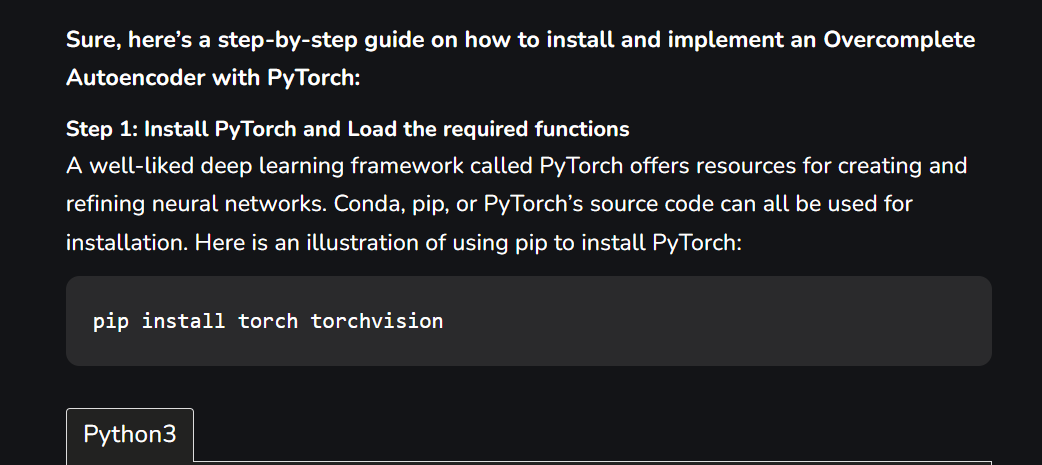 Sure, here’s a step-by-step guide on how to install and implement an Overcomplete
Autoencoder with PyTorch:
Step 1: Install PyTorch and Load the required functions
A well-liked deep learning framework called PyTorch offers resources for creating and
refining neural networks. Conda, pip, or PyTorch’s source code can all be used for
installation. Here is an illustration of using pip to install PyTorch:
pip install torch torchvision
Python3